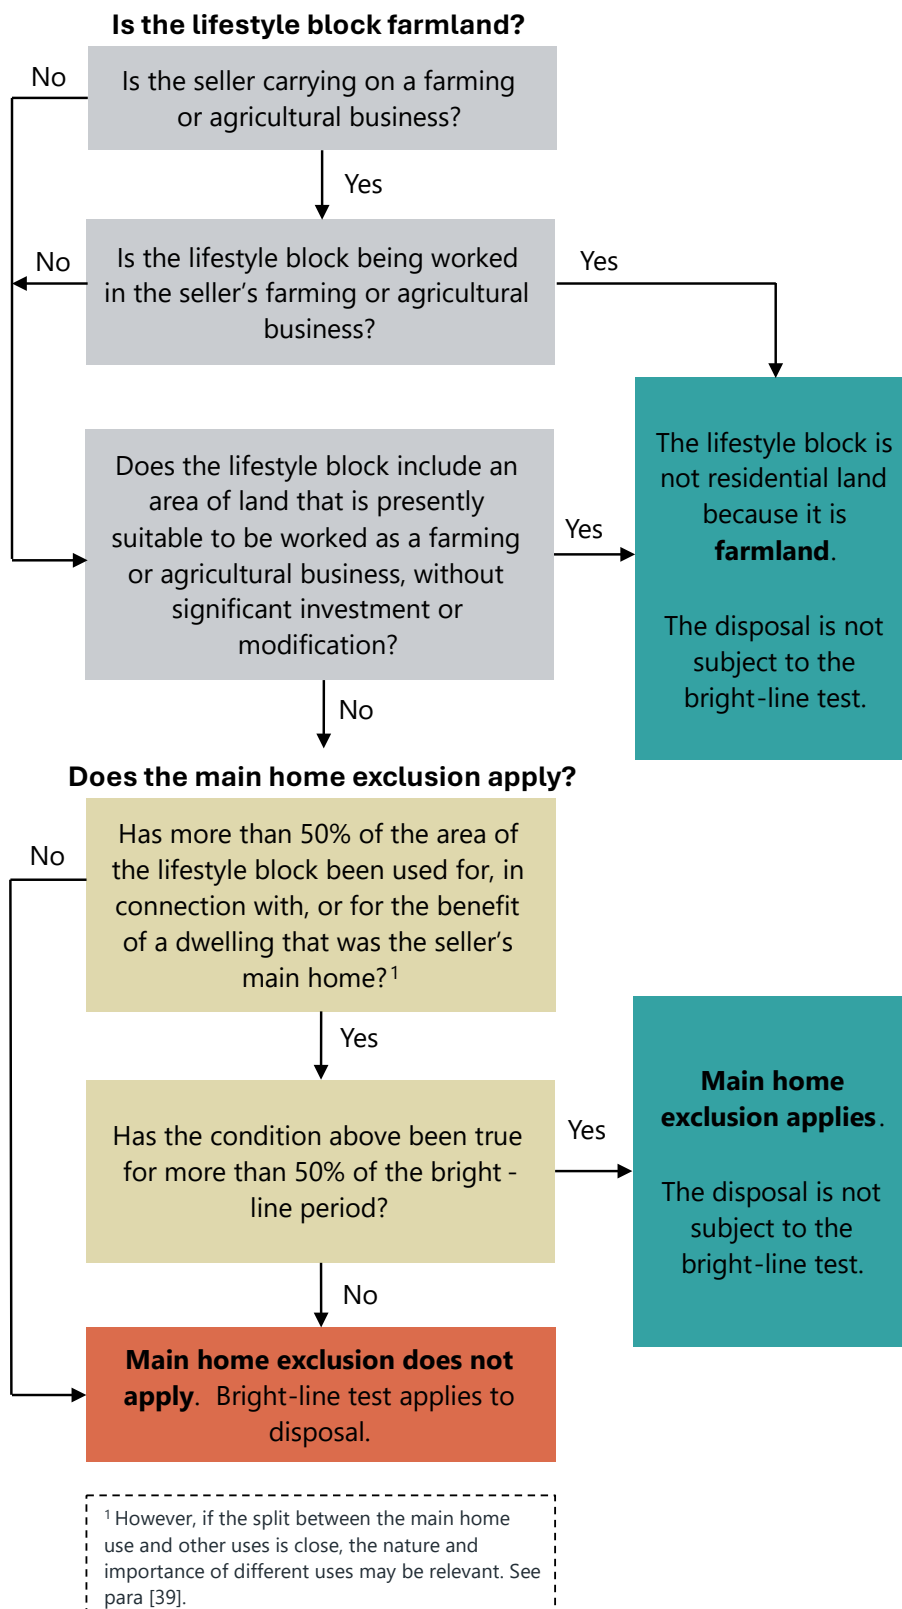 Is the lifestyle block farmland?
No
Is the seller carrying on a farming
or agricultural business?
Yes
No
Is the lifestyle block being worked
in the seller's farming or agricultural
business?
Yes
Does the lifestyle block include an
area of land that is presently
suitable to be worked as a farming
or agricultural business, without
significant investment or
modification?
Yes
The lifestyle block is
not residential land
because it is
farmland.
The disposal is not
subject to the
bright-line test.
No
Does the main home exclusion apply?
No
Has more than 50% of the area of
the lifestyle block been used for, in
connection with, or for the benefit
of a dwelling that was the seller's
main home?¹
Yes
Has the condition above been true
for more than 50% of the bright -
line period?
Yes
Main home
exclusion applies.
The disposal is not
subject to the
bright-line test.
No
Main home exclusion does not
apply. Bright-line test applies to
disposal.
¹ However, if the split between the main home
use and other uses is close, the nature and
importance of different uses may be relevant. See
para [39].